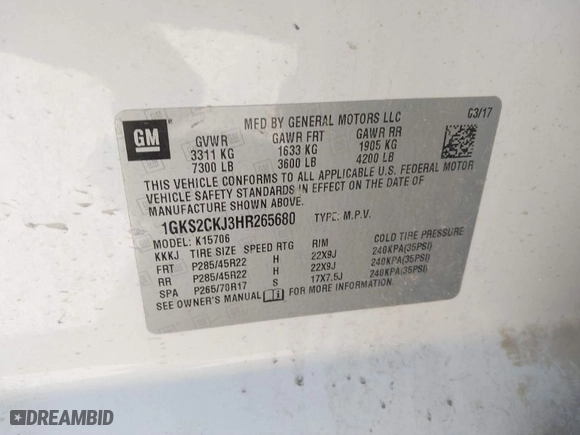 GM
MFD BY GENERAL MOTORS LLC
03/17
GVWR GAWR FRT GAWR RR
3311 KG 1633 KG 1905 KG
7300 LB 3600 LB 4200 LB
THIS VEHICLE CONFORMS TO ALL APPLICABLE U.S. FEDERAL MOTOR
VEHICLE SAFETY STANDARDS IN EFFECT ON THE DATE OF
MANUFACTURE SHOWN ABOVE.
1GKS2CKJ3HR265680 TYPE: M.P.V.
MODEL: K15706
KKKJ TIRE SIZE SPEED RTG RIM COLD TIRE PRESSURE
FRT P285/45R22 H 22X9J 240KPA(35PSI)
RR P285/45R22 H 22X9J 240KPA(35PSI)
SPA P265/70R17 S 17X7.5J 240KPA(35PSI)
SEE OWNER'S MANUAL FOR MORE INFORMATION.
DREAMBID